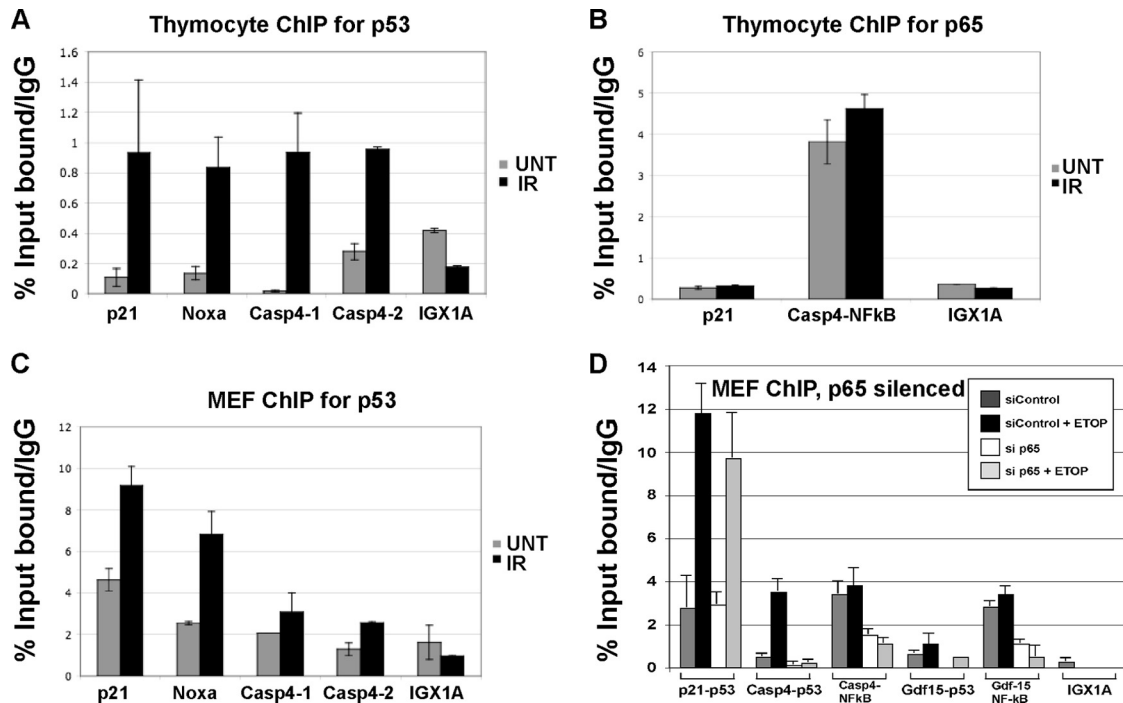 A
Thymocyte ChIP for p53
% Input bound/IgG
1.6
1.4
1.2
1
0.8
0.6
0.4
0.2
0
p21 Noxa Casp4-1 Casp4-2 IGX1A
UNT
IR
B
Thymocyte ChIP for p65
% Input bound/IgG
6
5
4
3
2
1
0
p21 Casp4-NFkB IGX1A
UNT
IR
C
MEF ChIP for p53
% Input bound/IgG
12
10
8
6
4
2
0
p21 Noxa Casp4-1 Casp4-2 IGX1A
UNT
IR
D
MEF ChIP, p65 silenced
% Input bound/IgG
14
12
10
8
6
4
2
0
siControl
siControl + ETOP
si p65
si p65 + ETOP
p21-p53 Casp4-p53 Casp4- Gdf15-p53 Gdf-15 IGX1A
NFkB NF-kB